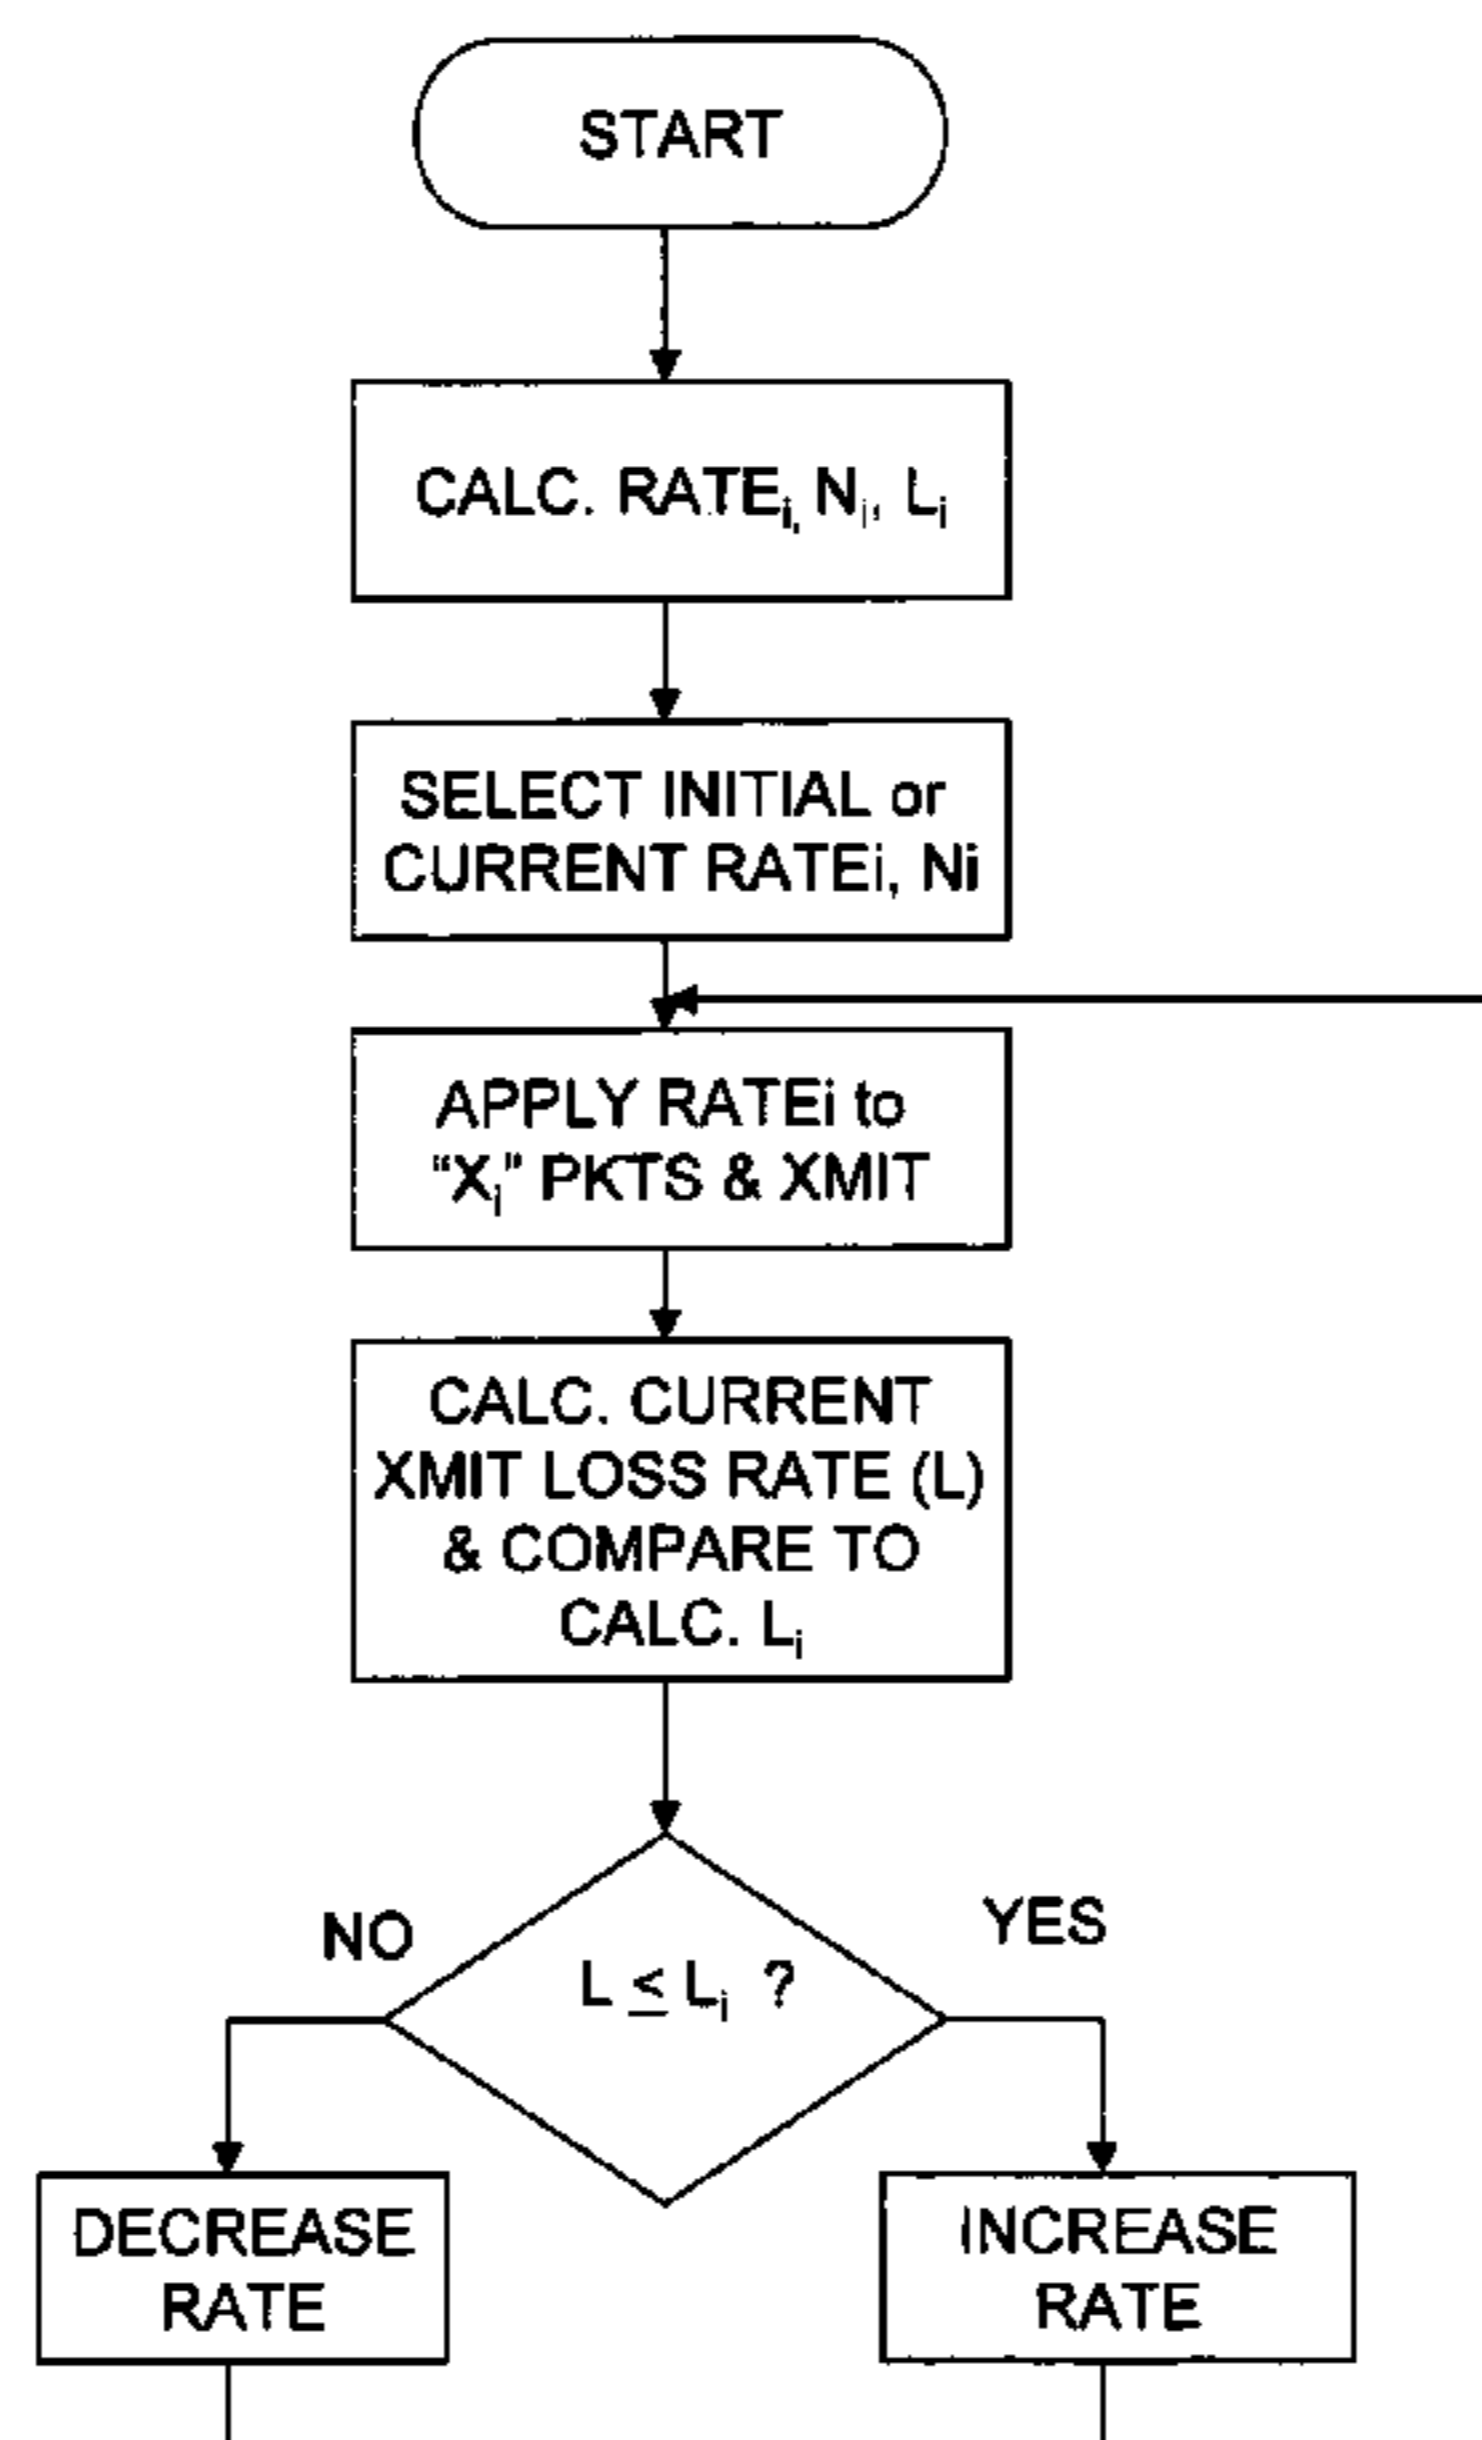 START
CALC. RATEi, Ni, Li
SELECT INITIAL or
CURRENT RATEi, Ni
APPLY RATEi to
“Xi” PKTS & XMIT
CALC. CURRENT
XMIT LOSS RATE (L)
& COMPARE TO
CALC. Li
NO
YES
L ≤ Li ?
DECREASE
RATE
INCREASE
RATE